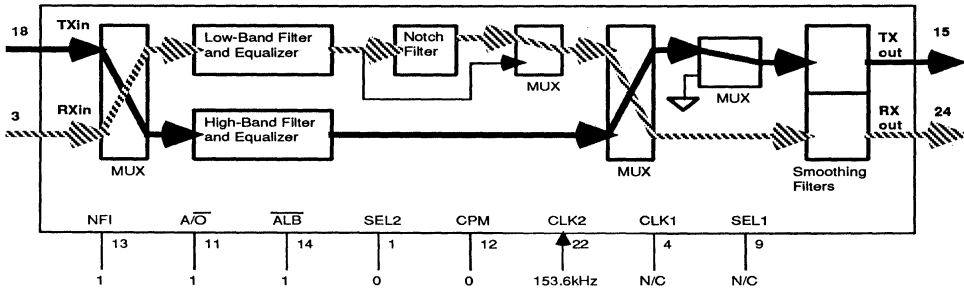 18
TXin
Low-Band Filter
and Equalizer
Notch
Filter
MUX
MUX
TX
out
15
3
RXin
High-Band Filter
and Equalizer
RX
out
24
MUX
MUX
Smoothing
Filters
NFI
A/O̅
A̅L̅B̅
SEL2
CPM
CLK2
CLK1
SEL1
13
11
14
1
12
22
4
9
1
1
1
0
0
153.6kHz
N/C
N/C